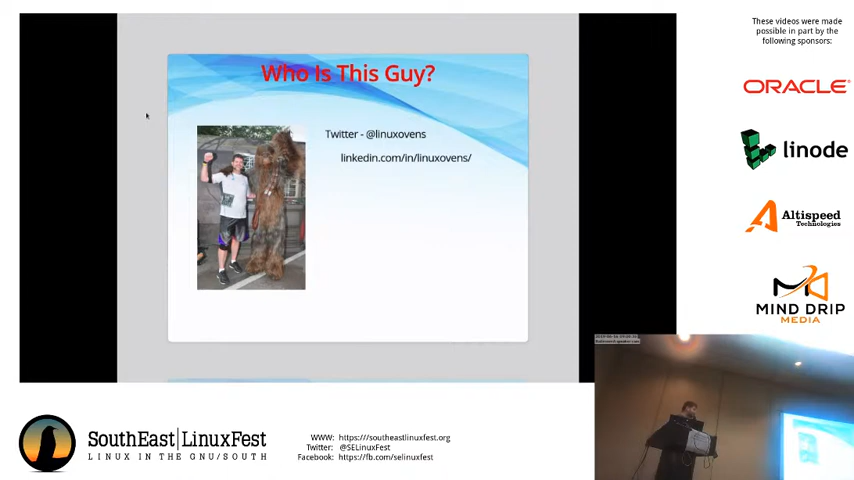 These videos were made
possible in part by the
following sponsors:
ORACLE
linode
Altispeed
Technologies
MIND DRIP
MEDIA
Who Is This Guy?
Twitter - @linuxovens
linkedin.com/in/linuxovens/
SouthEast|LinuxFest
LINUX IN THE GNU/SOUTH
WWW: https:///southeastlinuxfest.org
Twitter: @SELinuxFest
Facebook: https://fb.com/selinuxfest